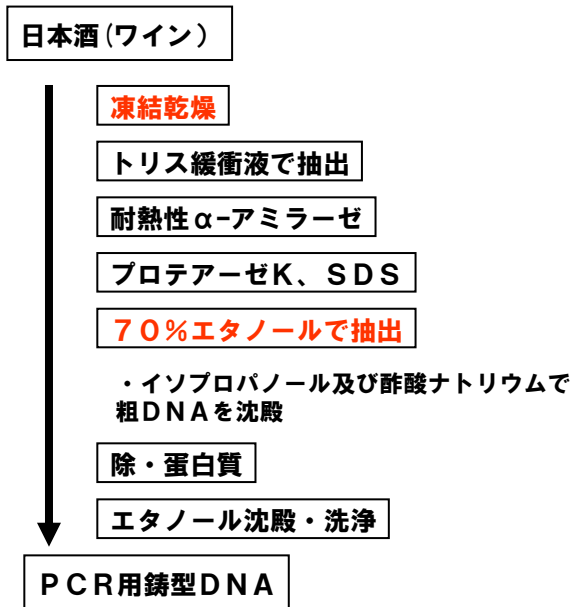 日本酒(ワイン）
凍結乾燥
トリス緩衝液で抽出
耐熱性α-アミラーゼ
プロテアーゼK、ＳＤＳ
７０％エタノールで抽出
・イソプロパノール及び酢酸ナトリウムで
粗ＤＮＡを沈殿
除・蛋白質
エタノール沈殿・洗浄
ＰＣＲ用鋳型ＤＮＡ